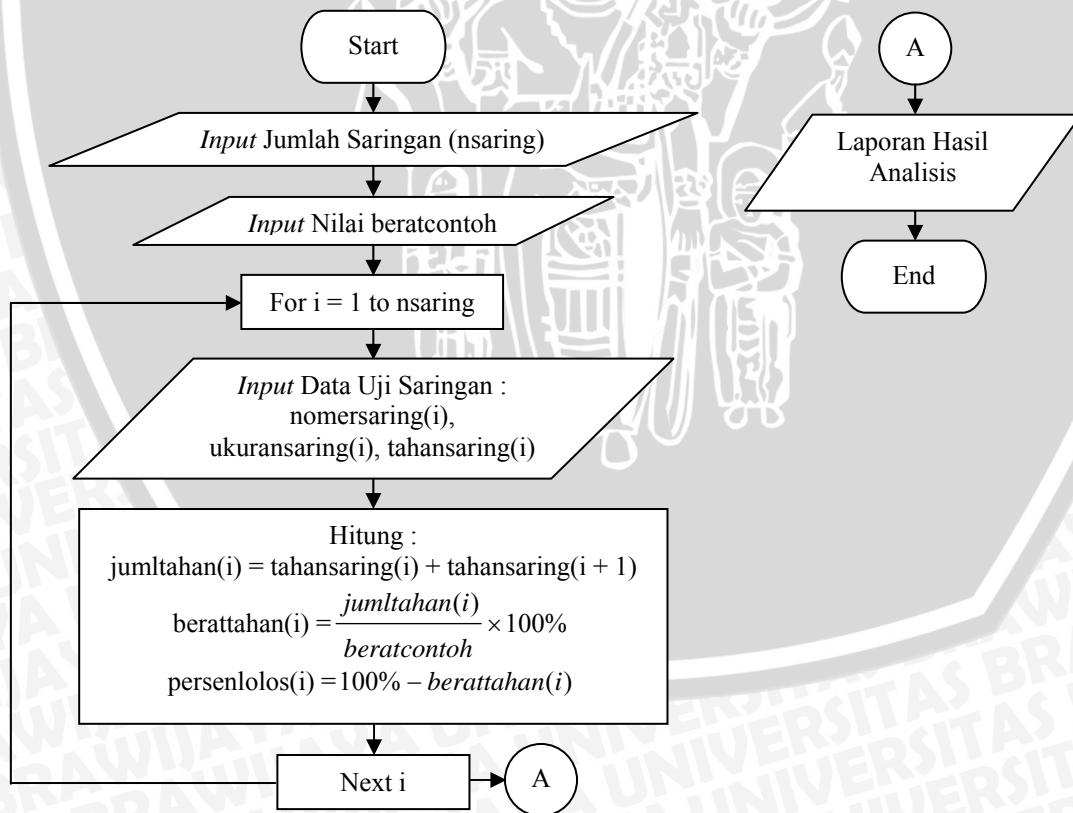 Start
Input Jumlah Saringan (nsaring)
Input Nilai beratcontoh
For i = 1 to nsaring
Input Data Uji Saringan :
nomersaring(i),
ukuransaring(i), tahansaring(i)
Hitung :
jumltahan(i) = tahansaring(i) + tahansaring(i + 1)
berattahan(i) = jumltahan(i) / beratcontoh × 100%
persenlolos(i) = 100% – berattahan(i)
Next i
A
A
Laporan Hasil
Analisis
End